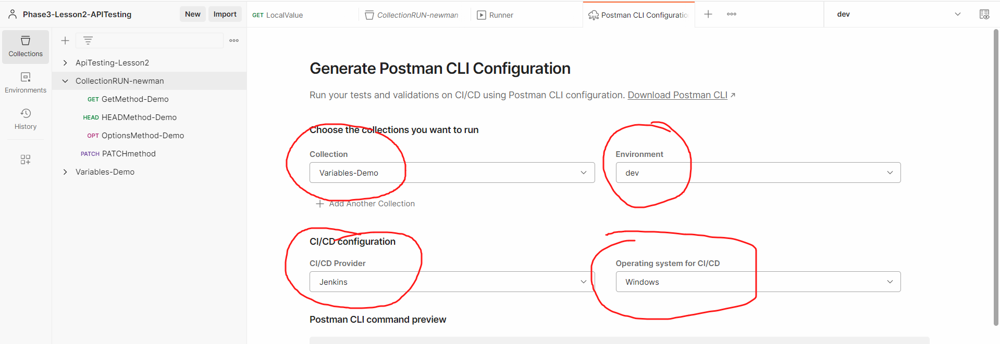 Phase3-Lesson2-APITesting
New
Import
GET LocalValue
CollectionRUN-newman
Runner
Postman CLI Configuratio
dev
Collections
Environments
History
ApiTesting-Lesson2
CollectionRUN-newman
GET GetMethod-Demo
HEAD HEADMethod-Demo
OPT OptionsMethod-Demo
PATCH PATCHmethod
Variables-Demo
Generate Postman CLI Configuration
Run your tests and validations on CI/CD using Postman CLI configuration. Download Postman CLI ↗
Choose the collections you want to run
Collection
Variables-Demo
Environment
dev
Add Another Collection
CI/CD configuration
CI/CD Provider
Jenkins
Operating system for CI/CD
Windows
Postman CLI command preview